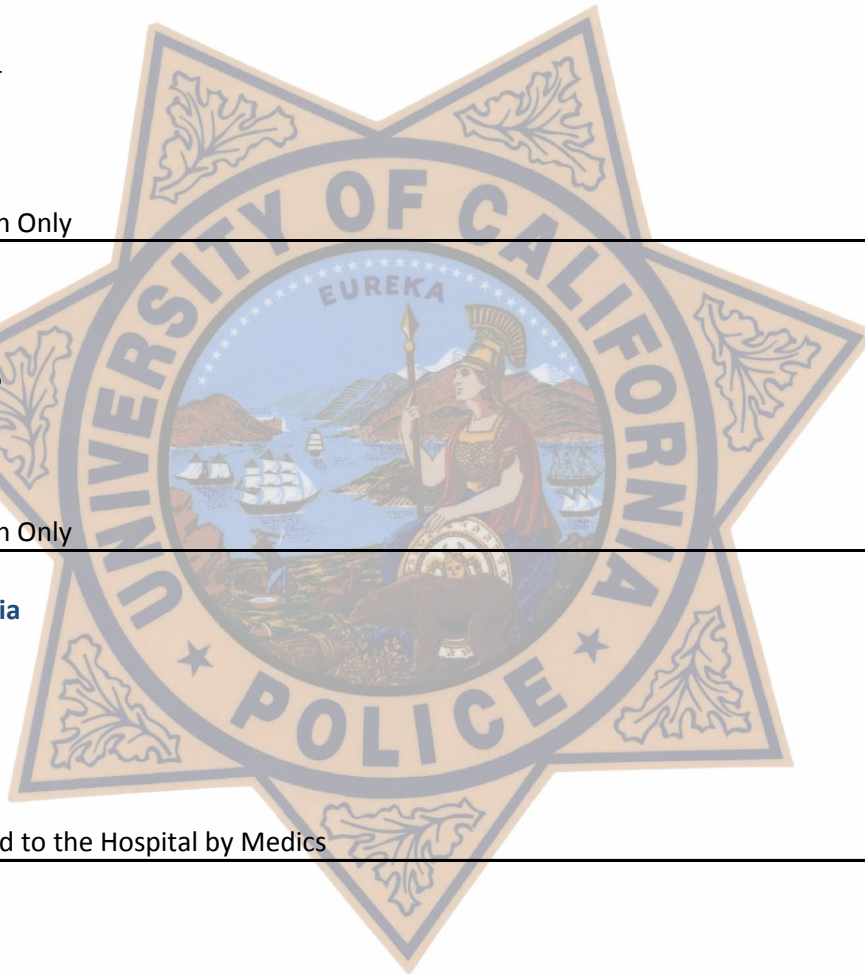 UNIVERSITY OF CALIFORNIA
EUREKA
n Only
n Only
ia
POLICE
d to the Hospital by Medics